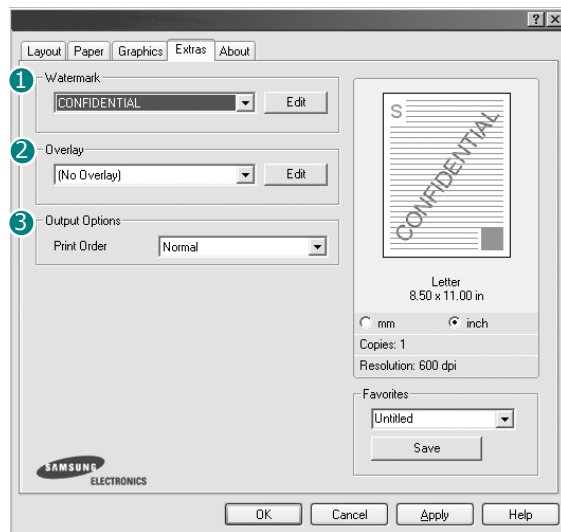 ? X
Layout Paper Graphics Extras About
1 Watermark
CONFIDENTIAL Edit
2 Overlay
(No Overlay) Edit
3 Output Options
Print Order Normal
S
CONFIDENTIAL
Letter
8.50 x 11.00 in
mm inch
Copies: 1
Resolution: 600 dpi
Favorites
Untitled
Save
SAMSUNG
ELECTRONICS
OK Cancel Apply Help